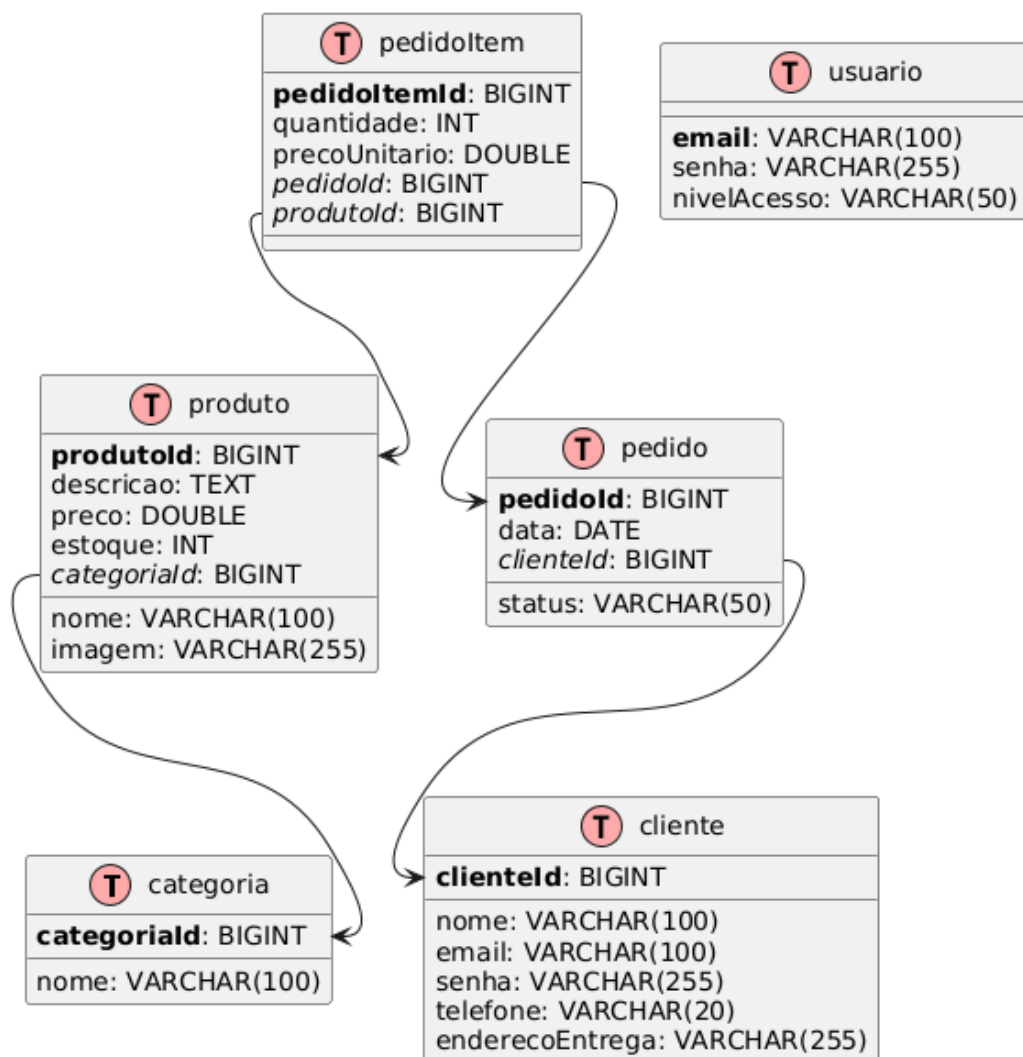 T pedidoItem
pedidoItemId: BIGINT
quantidade: INT
precoUnitario: DOUBLE
pedidoId: BIGINT
produtoId: BIGINT
T usuario
email: VARCHAR(100)
senha: VARCHAR(255)
nivelAcesso: VARCHAR(50)
T produto
produtoId: BIGINT
descricao: TEXT
preco: DOUBLE
estoque: INT
categoriaId: BIGINT
nome: VARCHAR(100)
imagem: VARCHAR(255)
T pedido
pedidoId: BIGINT
data: DATE
clienteId: BIGINT
status: VARCHAR(50)
T categoria
categoriaId: BIGINT
nome: VARCHAR(100)
T cliente
clienteId: BIGINT
nome: VARCHAR(100)
email: VARCHAR(100)
senha: VARCHAR(255)
telefone: VARCHAR(20)
enderecoEntrega: VARCHAR(255)